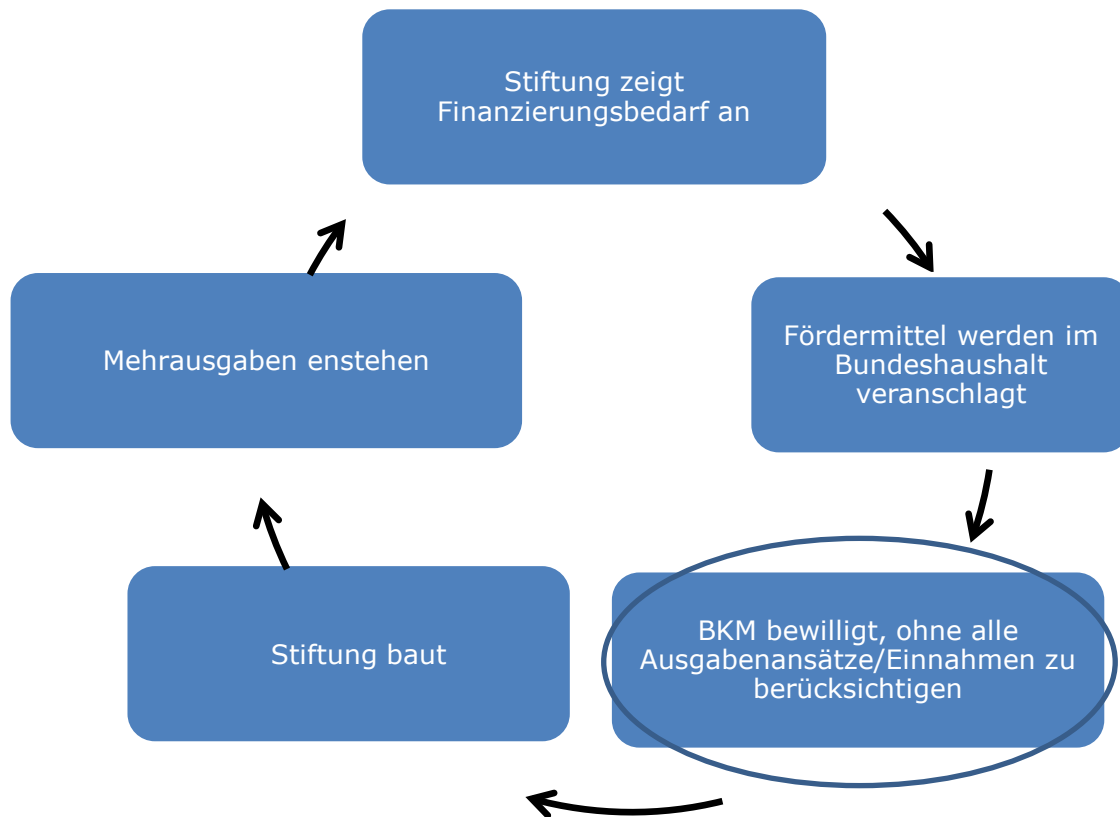 Stiftung zeigt
Finanzierungsbedarf an
Fördermittel werden im
Bundeshaushalt
veranschlagt
BKM bewilligt, ohne alle
Ausgabenansätze/Einnahmen zu
berücksichtigen
Stiftung baut
Mehrausgaben enstehen